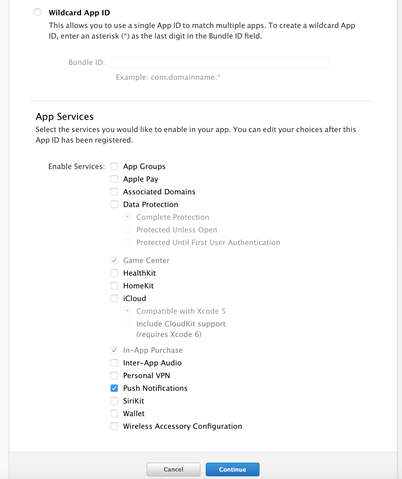 Wildcard App ID
This allows you to use a single App ID to match multiple apps. To create a wildcard App
ID, enter an asterisk (*) as the last digit in the Bundle ID field.
Bundle ID:
Example: com.domainname.*
App Services
Select the services you would like to enable in your app. You can edit your choices after this
App ID has been registered.
Enable Services:
App Groups
Apple Pay
Associated Domains
Data Protection
Complete Protection
Protected Unless Open
Protected Until First User Authentication
Game Center
HealthKit
HomeKit
iCloud
Compatible with Xcode 5
Include CloudKit support
(requires Xcode 6)
In-App Purchase
Inter-App Audio
Personal VPN
Push Notifications
SiriKit
Wallet
Wireless Accessory Configuration
Cancel
Continue